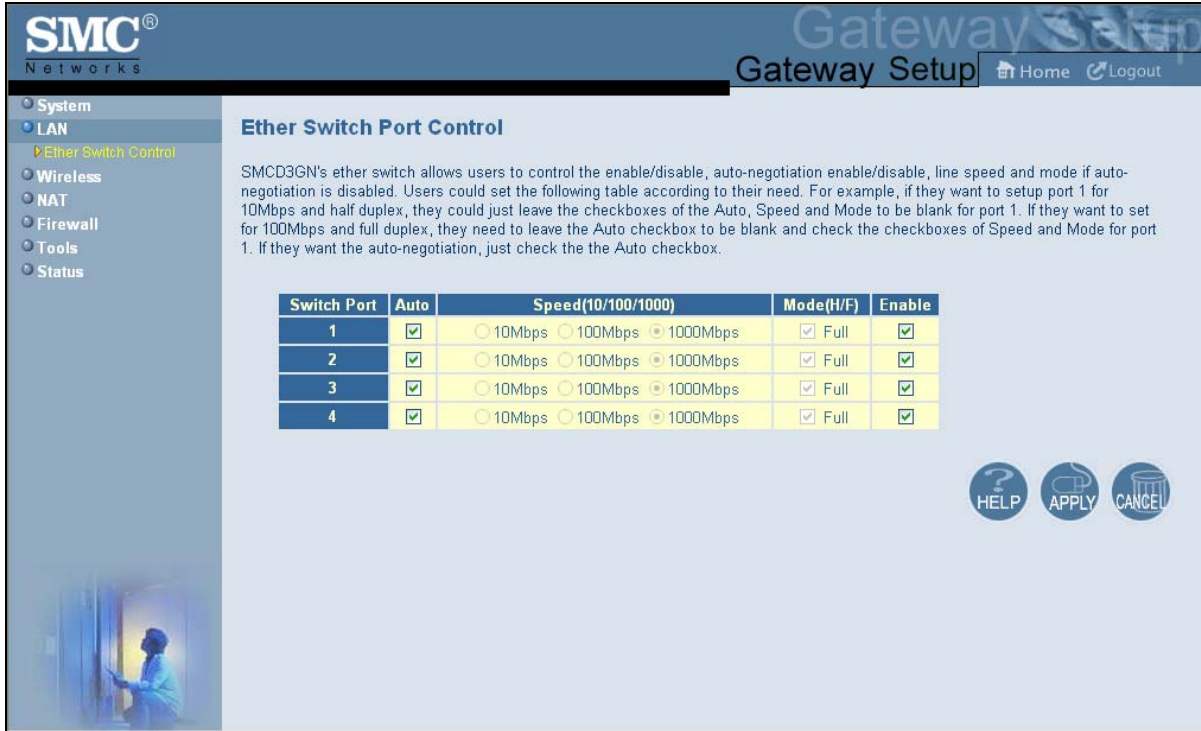 SMC®
Networks
Gateway Setup
Gateway Setup
Home
Logout
System
LAN
Ether Switch Control
Wireless
NAT
Firewall
Tools
Status
Ether Switch Port Control
SMCD3GN's ether switch allows users to control the enable/disable, auto-negotiation enable/disable, line speed and mode if auto-
negotiation is disabled. Users could set the following table according to their need. For example, if they want to setup port 1 for
10Mbps and half duplex, they could just leave the checkboxes of the Auto, Speed and Mode to be blank for port 1. If they want to set
for 100Mbps and full duplex, they need to leave the Auto checkbox to be blank and check the checkboxes of Speed and Mode for port
1. If they want the auto-negotiation, just check the the Auto checkbox.
Switch Port Auto Speed(10/100/1000) Mode(H/F) Enable
1 10Mbps 100Mbps 1000Mbps Full
2 10Mbps 100Mbps 1000Mbps Full
3 10Mbps 100Mbps 1000Mbps Full
4 10Mbps 100Mbps 1000Mbps Full
HELP APPLY CANCEL